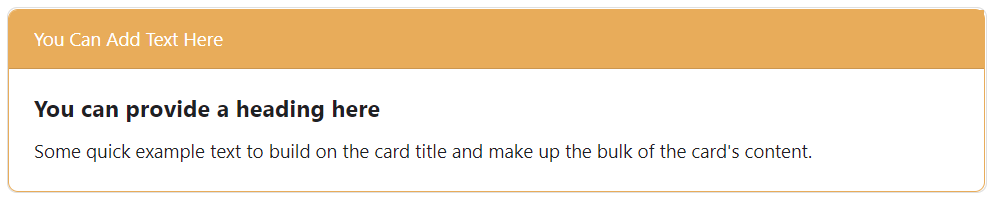 You Can Add Text Here
You can provide a heading here
Some quick example text to build on the card title and make up the bulk of the card's content.